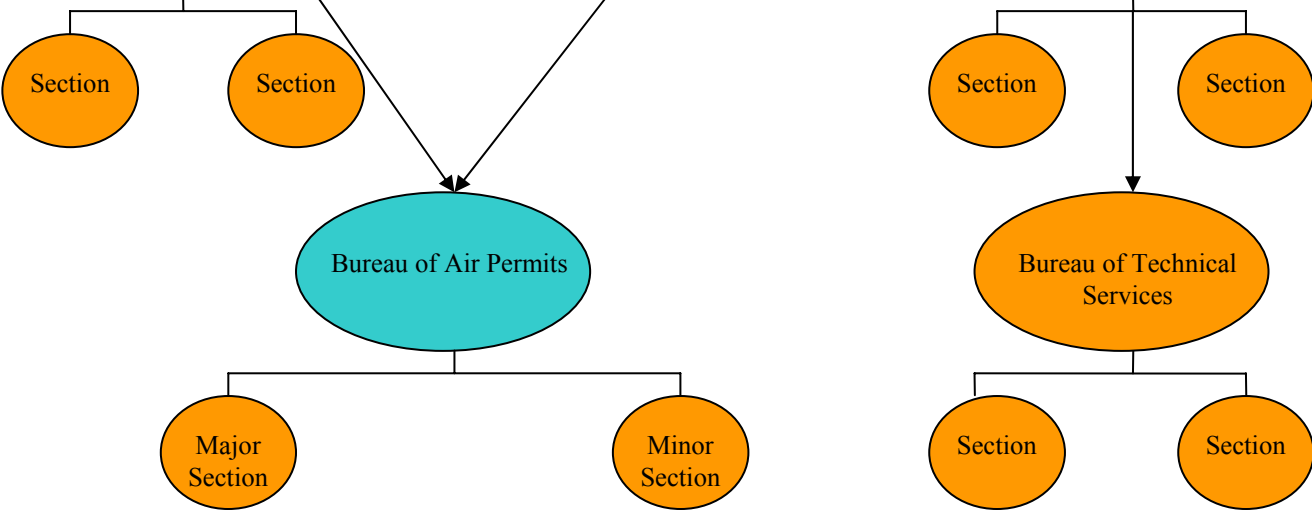 Section
Section
Section
Section
Bureau of Air Permits
Bureau of Technical
Services
Major
Section
Minor
Section
Section
Section